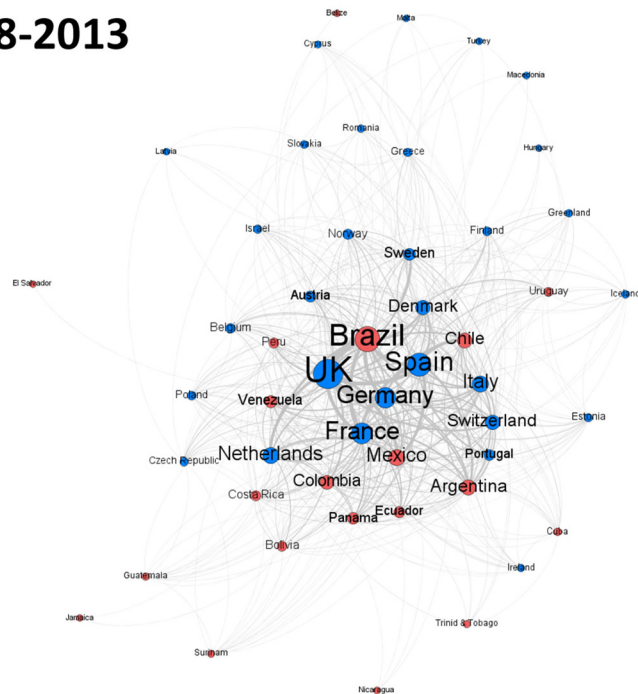 8-2013
Belize
Malta
Cyprus
Turkey
Macedonia
Romania
Slovakia
Greece
Hungary
Latvia
Greenland
Israel
Norway
Finland
Sweden
El Salvador
Uruguay
Iceland
Austria
Denmark
Belgium
Brazil
Peru
Chile
Spain
UK
Italy
Germany
Poland
Venezuela
Estonia
Switzerland
France
Netherlands
Mexico
Portugal
Czech Republic
Colombia
Argentina
Costa Rica
Ecuador
Panama
Cuba
Bolivia
Ireland
Guatemala
Jamaica
Trinidad & Tobago
Surinam
Nicaragua